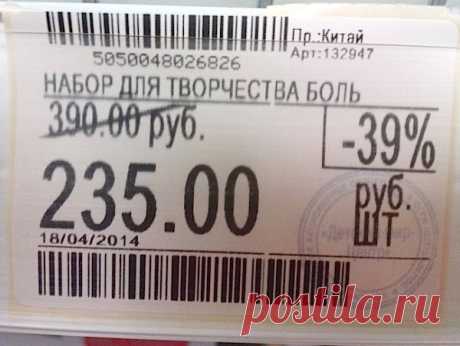 Пр.:Китай
5050048026826
Арт:132947
НАБОР ДЛЯ ТВОРЧЕСТВА БОЛЬ
390.00 руб.
-39%
235.00
руб.
ШТ
18/04/2014
postila.ru